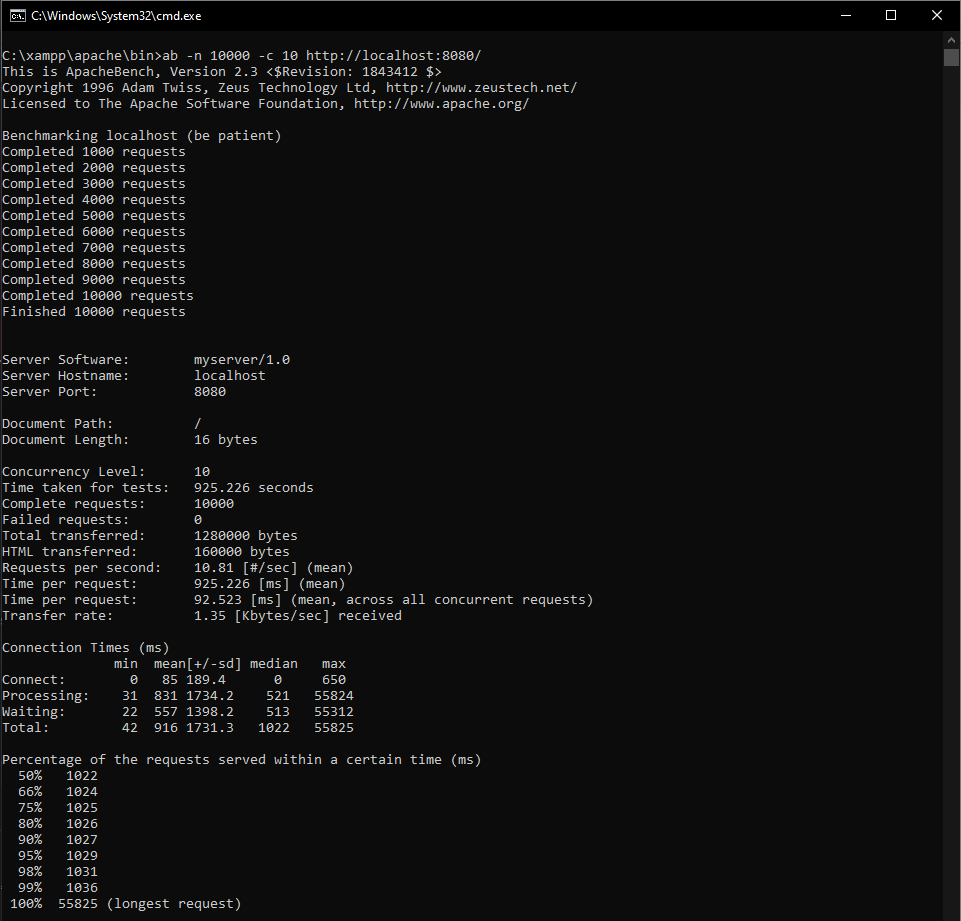 C:\Windows\System32\cmd.exe
C:\xampp\apache\bin>ab -n 10000 -c 10 http://localhost:8080/
This is ApacheBench, Version 2.3 <$Revision: 1843412 $>
Copyright 1996 Adam Twiss, Zeus Technology Ltd, http://www.zeustech.net/
Licensed to The Apache Software Foundation, http://www.apache.org/

Benchmarking localhost (be patient)
Completed 1000 requests
Completed 2000 requests
Completed 3000 requests
Completed 4000 requests
Completed 5000 requests
Completed 6000 requests
Completed 7000 requests
Completed 8000 requests
Completed 9000 requests
Completed 10000 requests
Finished 10000 requests


Server Software:        myserver/1.0
Server Hostname:        localhost
Server Port:            8080

Document Path:          /
Document Length:        16 bytes

Concurrency Level:      10
Time taken for tests:   925.226 seconds
Complete requests:      10000
Failed requests:        0
Total transferred:      1280000 bytes
HTML transferred:       160000 bytes
Requests per second:    10.81 [#/sec] (mean)
Time per request:       925.226 [ms] (mean)
Time per request:       92.523 [ms] (mean, across all concurrent requests)
Transfer rate:          1.35 [Kbytes/sec] received

Connection Times (ms)
              min  mean[+/-sd] median   max
Connect:        0   85 189.4      0     650
Processing:    31  831 1734.2   521   55824
Waiting:       22  557 1398.2   513   55312
Total:         42  916 1731.3  1022   55825

Percentage of the requests served within a certain time (ms)
  50%   1022
  66%   1024
  75%   1025
  80%   1026
  90%   1027
  95%   1029
  98%   1031
  99%   1036
 100%  55825 (longest request)